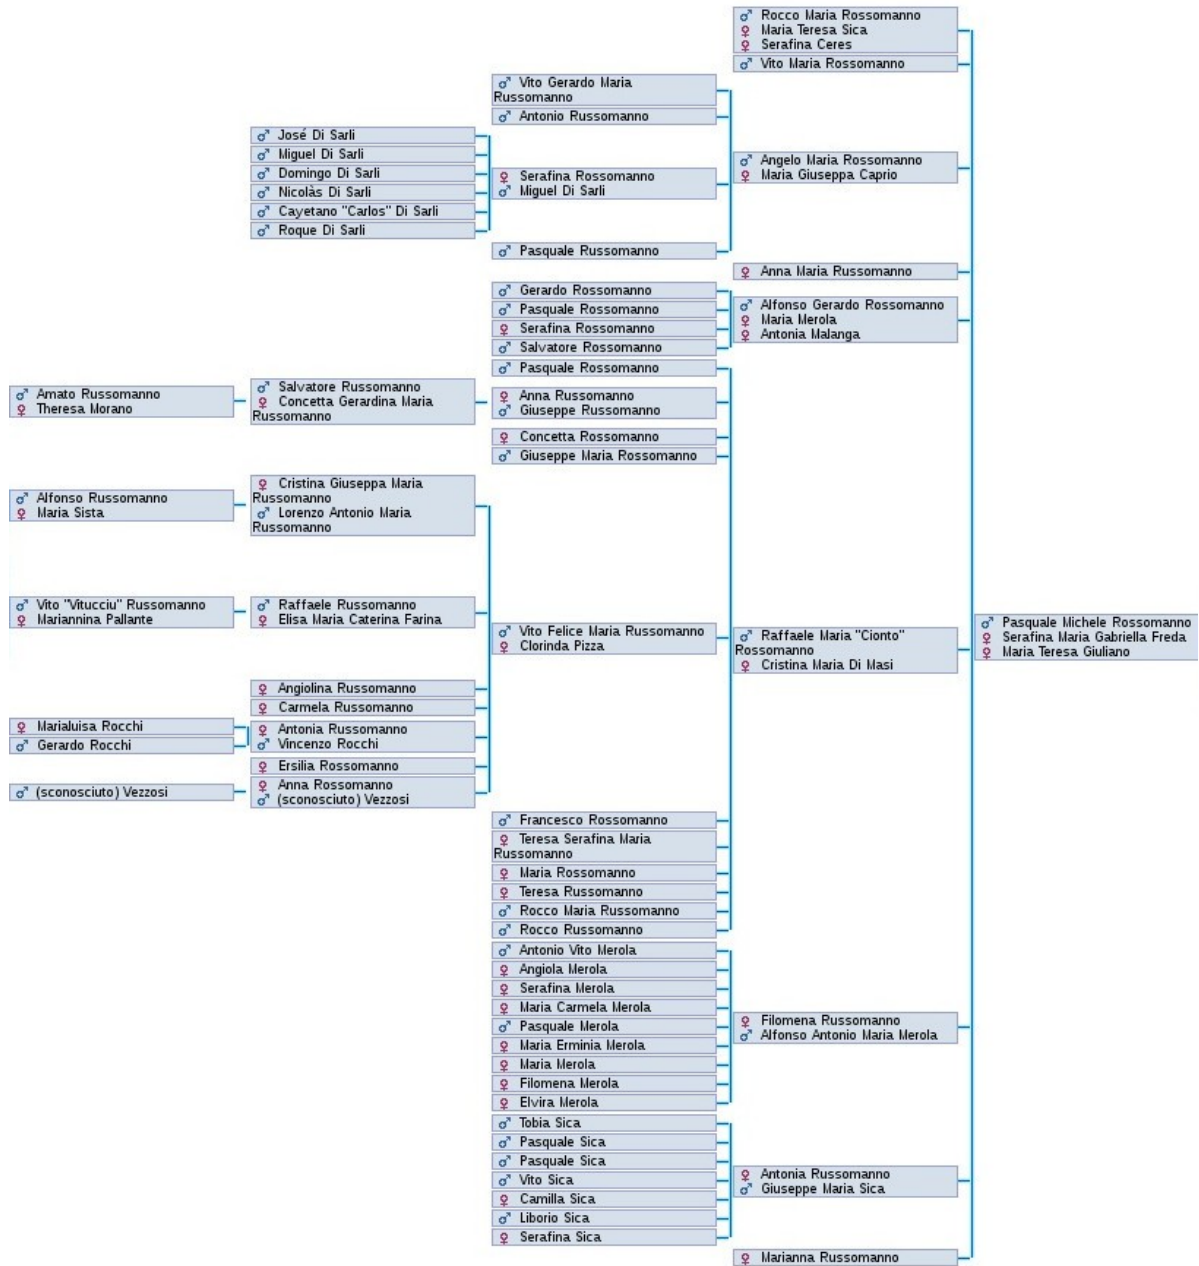 Rocco Maria Rossomanno
Maria Teresa Sica
Serafina Ceres
Vito Maria Rossomanno
Vito Gerardo Maria
Russomanno
Antonio Russomanno
José Di Sarli
Miguel Di Sarli
Domingo Di Sarli
Nicolàs Di Sarli
Cayetano "Carlos" Di Sarli
Roque Di Sarli
Serafina Rossomanno
Miguel Di Sarli
Angelo Maria Rossomanno
Maria Giuseppa Caprio
Pasquale Russomanno
Anna Maria Russomanno
Gerardo Rossomanno
Pasquale Rossomanno
Serafina Rossomanno
Salvatore Rossomanno
Alfonso Gerardo Rossomanno
Maria Merola
Antonia Malanga
Pasquale Rossomanno
Amato Russomanno
Theresa Morano
Salvatore Russomanno
Concetta Gerardina Maria
Russomanno
Anna Russomanno
Giuseppe Russomanno
Concetta Rossomanno
Giuseppe Maria Rossomanno
Alfonso Russomanno
Maria Sista
Cristina Giuseppa Maria
Russomanno
Lorenzo Antonio Maria
Russomanno
Vito "Vitucciu" Russomanno
Mariannina Pallante
Raffaele Russomanno
Elisa Maria Caterina Farina
Vito Felice Maria Russomanno
Clorinda Pizza
Raffaele Maria "Cionto"
Rossomanno
Cristina Maria Di Masi
Pasquale Michele Rossomanno
Serafina Maria Gabriella Freda
Maria Teresa Giuliano
Angiolina Russomanno
Carmela Russomanno
Marialuisa Rocchi
Gerardo Rocchi
Antonia Russomanno
Vincenzo Rocchi
Ersilia Rossomanno
(sconosciuto) Vezzosi
Anna Rossomanno
(sconosciuto) Vezzosi
Francesco Rossomanno
Teresa Serafina Maria
Russomanno
Maria Rossomanno
Teresa Russomanno
Rocco Maria Russomanno
Rocco Russomanno
Antonio Vito Merola
Angiola Merola
Serafina Merola
Maria Carmela Merola
Pasquale Merola
Maria Erminia Merola
Maria Merola
Filomena Merola
Elvira Merola
Filomena Russomanno
Alfonso Antonio Maria Merola
Tobia Sica
Pasquale Sica
Pasquale Sica
Vito Sica
Camilla Sica
Liborio Sica
Serafina Sica
Antonia Russomanno
Giuseppe Maria Sica
Marianna Russomanno